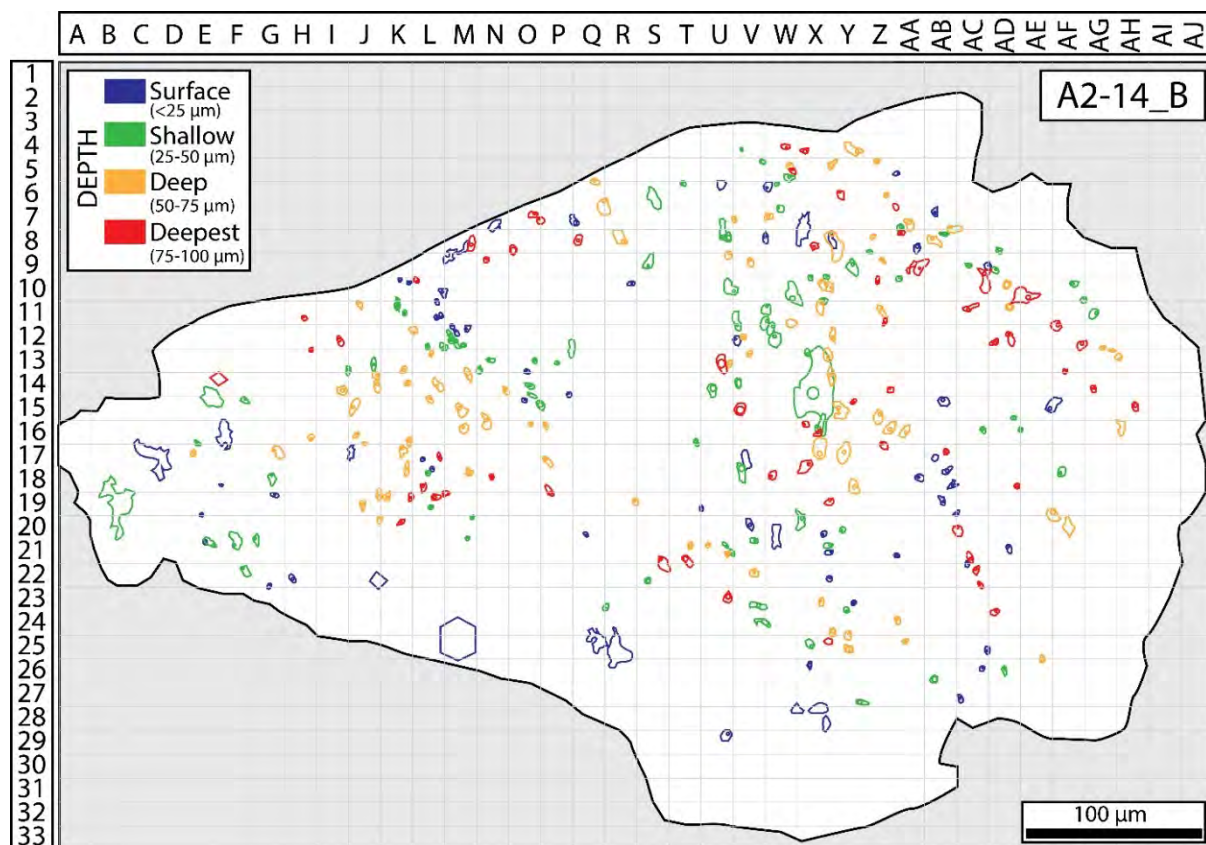 A B C D E F G H I J K L M N O P Q R S T U V W X Y Z AA AB AC AD AE AF AG AH AI AJ
1
2
3
4
5
6
7
8
9
10
11
12
13
14
15
16
17
18
19
20
21
22
23
24
25
26
27
28
29
30
31
32
33
DEPTH
Surface
(<25 μm)
Shallow
(25-50 μm)
Deep
(50-75 μm)
Deepest
(75-100 μm)
A2-14_B
100 μm